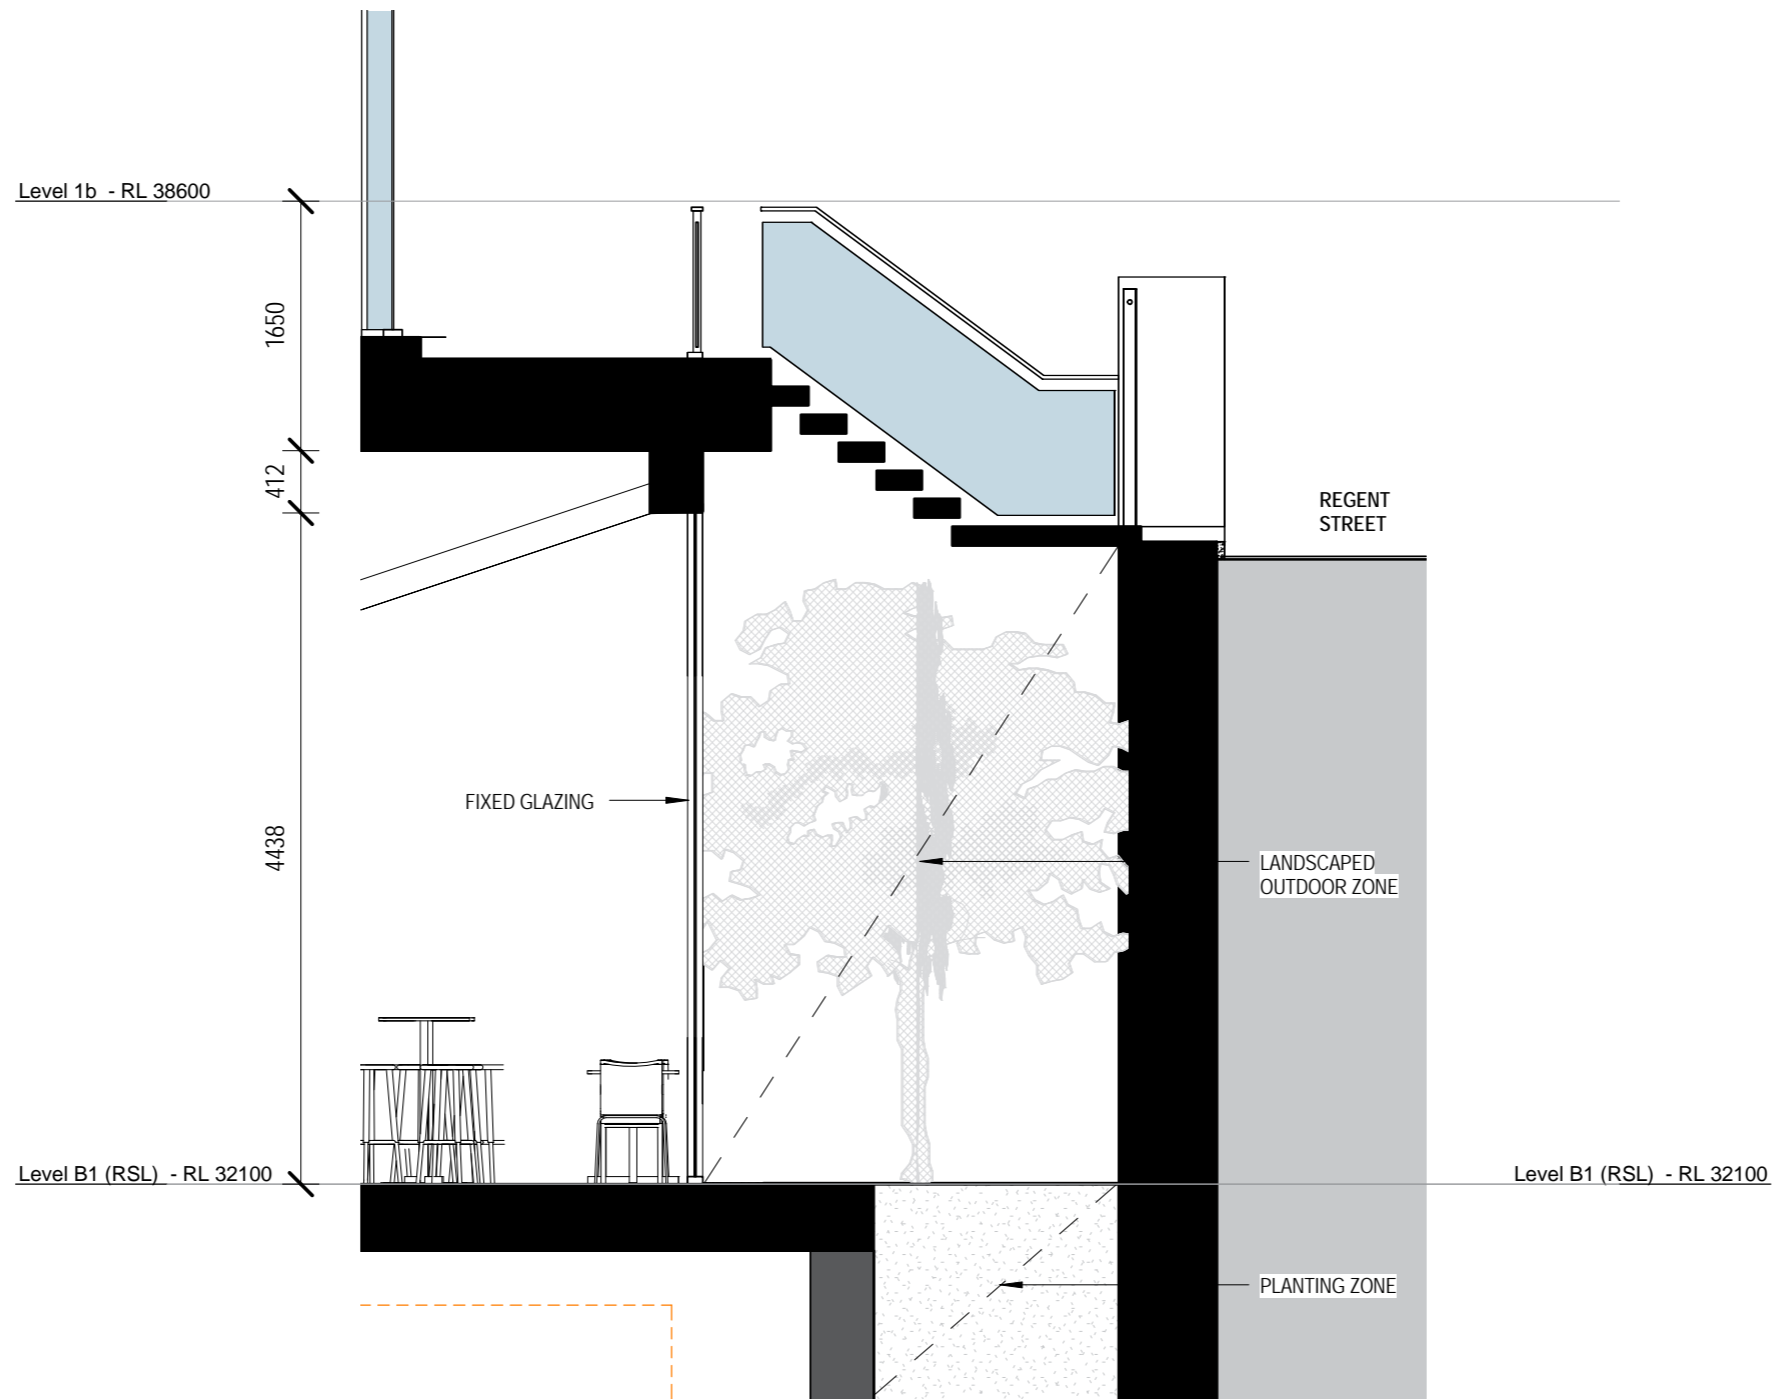 Level 1b - RL 38600
1650
412
REGENT
STREET
FIXED GLAZING
4438
LANDSCAPED
OUTDOOR ZONE
Level B1 (RSL) - RL 32100
Level B1 (RSL) - RL 32100
PLANTING ZONE